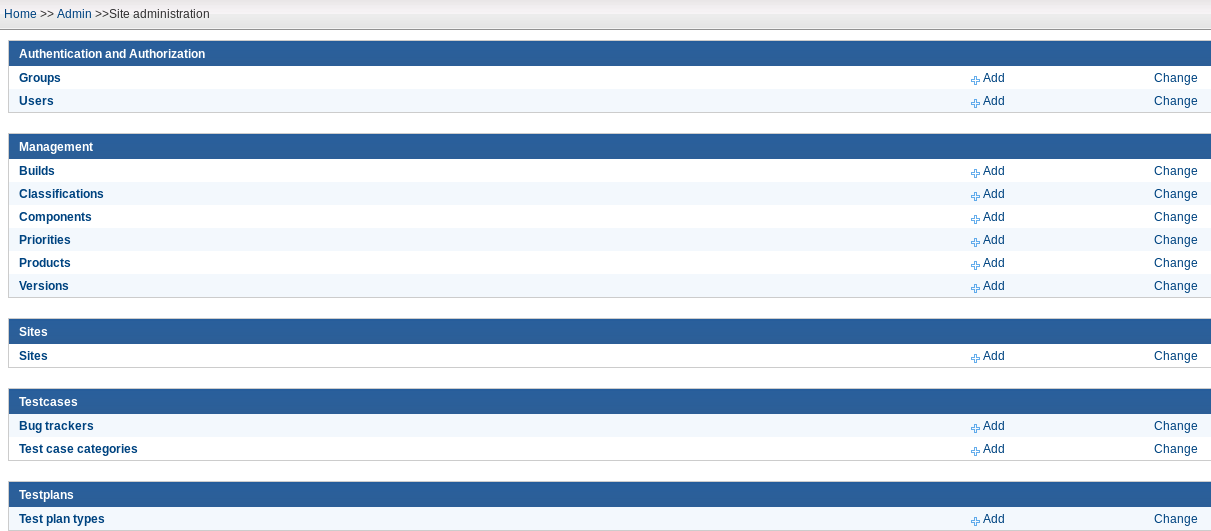 Home >> Admin >>Site administration
Authentication and Authorization
Groups Add Change
Users Add Change
Management
Builds Add Change
Classifications Add Change
Components Add Change
Priorities Add Change
Products Add Change
Versions Add Change
Sites
Sites Add Change
Testcases
Bug trackers Add Change
Test case categories Add Change
Testplans
Test plan types Add Change